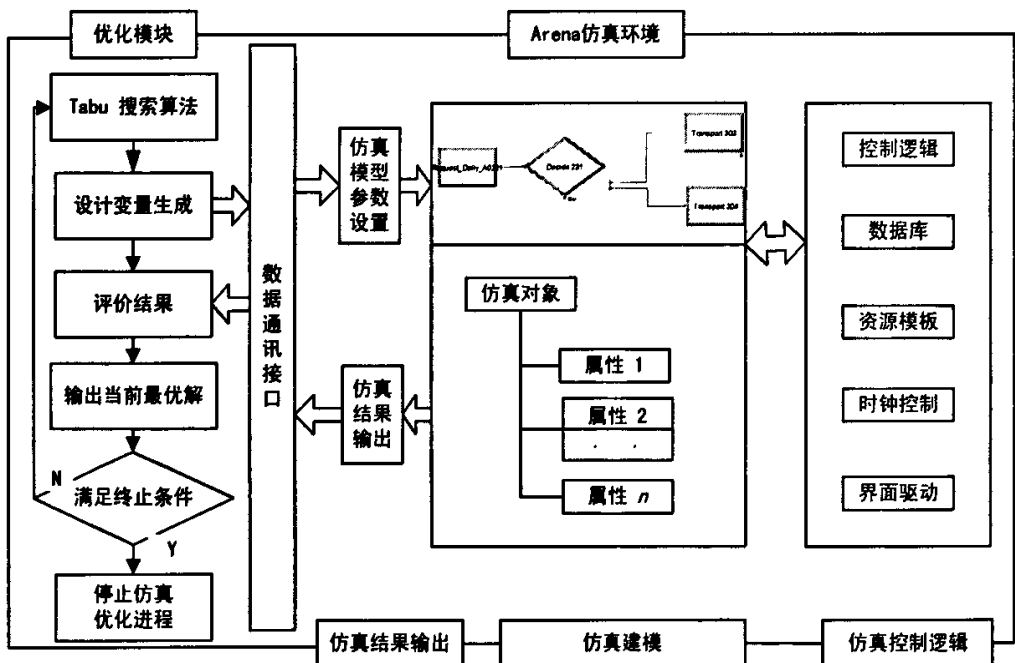 优化模块
Arena仿真环境
Tabu 搜索算法
设计变量生成
评价结果
输出当前最优解
N
满足终止条件
Y
停止仿真
优化进程
数
据
通
讯
接
口
仿真
模型
参数
设置
仿真
结果
输出
Decide 231
Transport 303
Transport 304
仿真对象
属性 1
属性 2
. .
属性 n
控制逻辑
数据库
资源模板
时钟控制
界面驱动
仿真结果输出
仿真建模
仿真控制逻辑